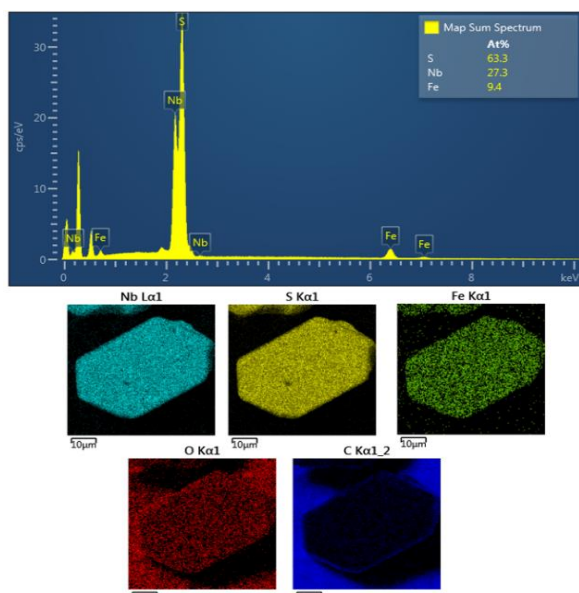 Map Sum Spectrum
At%
S 63.3
Nb 27.3
Fe 9.4
cps/eV
30
20
10
0
S
Nb
Nb
Fe
Nb
Fe
Fe
0 2 4 6 8 keV
Nb Lα1
S Kα1
Fe Kα1
10μm
10μm
10μm
O Kα1
C Kα1_2